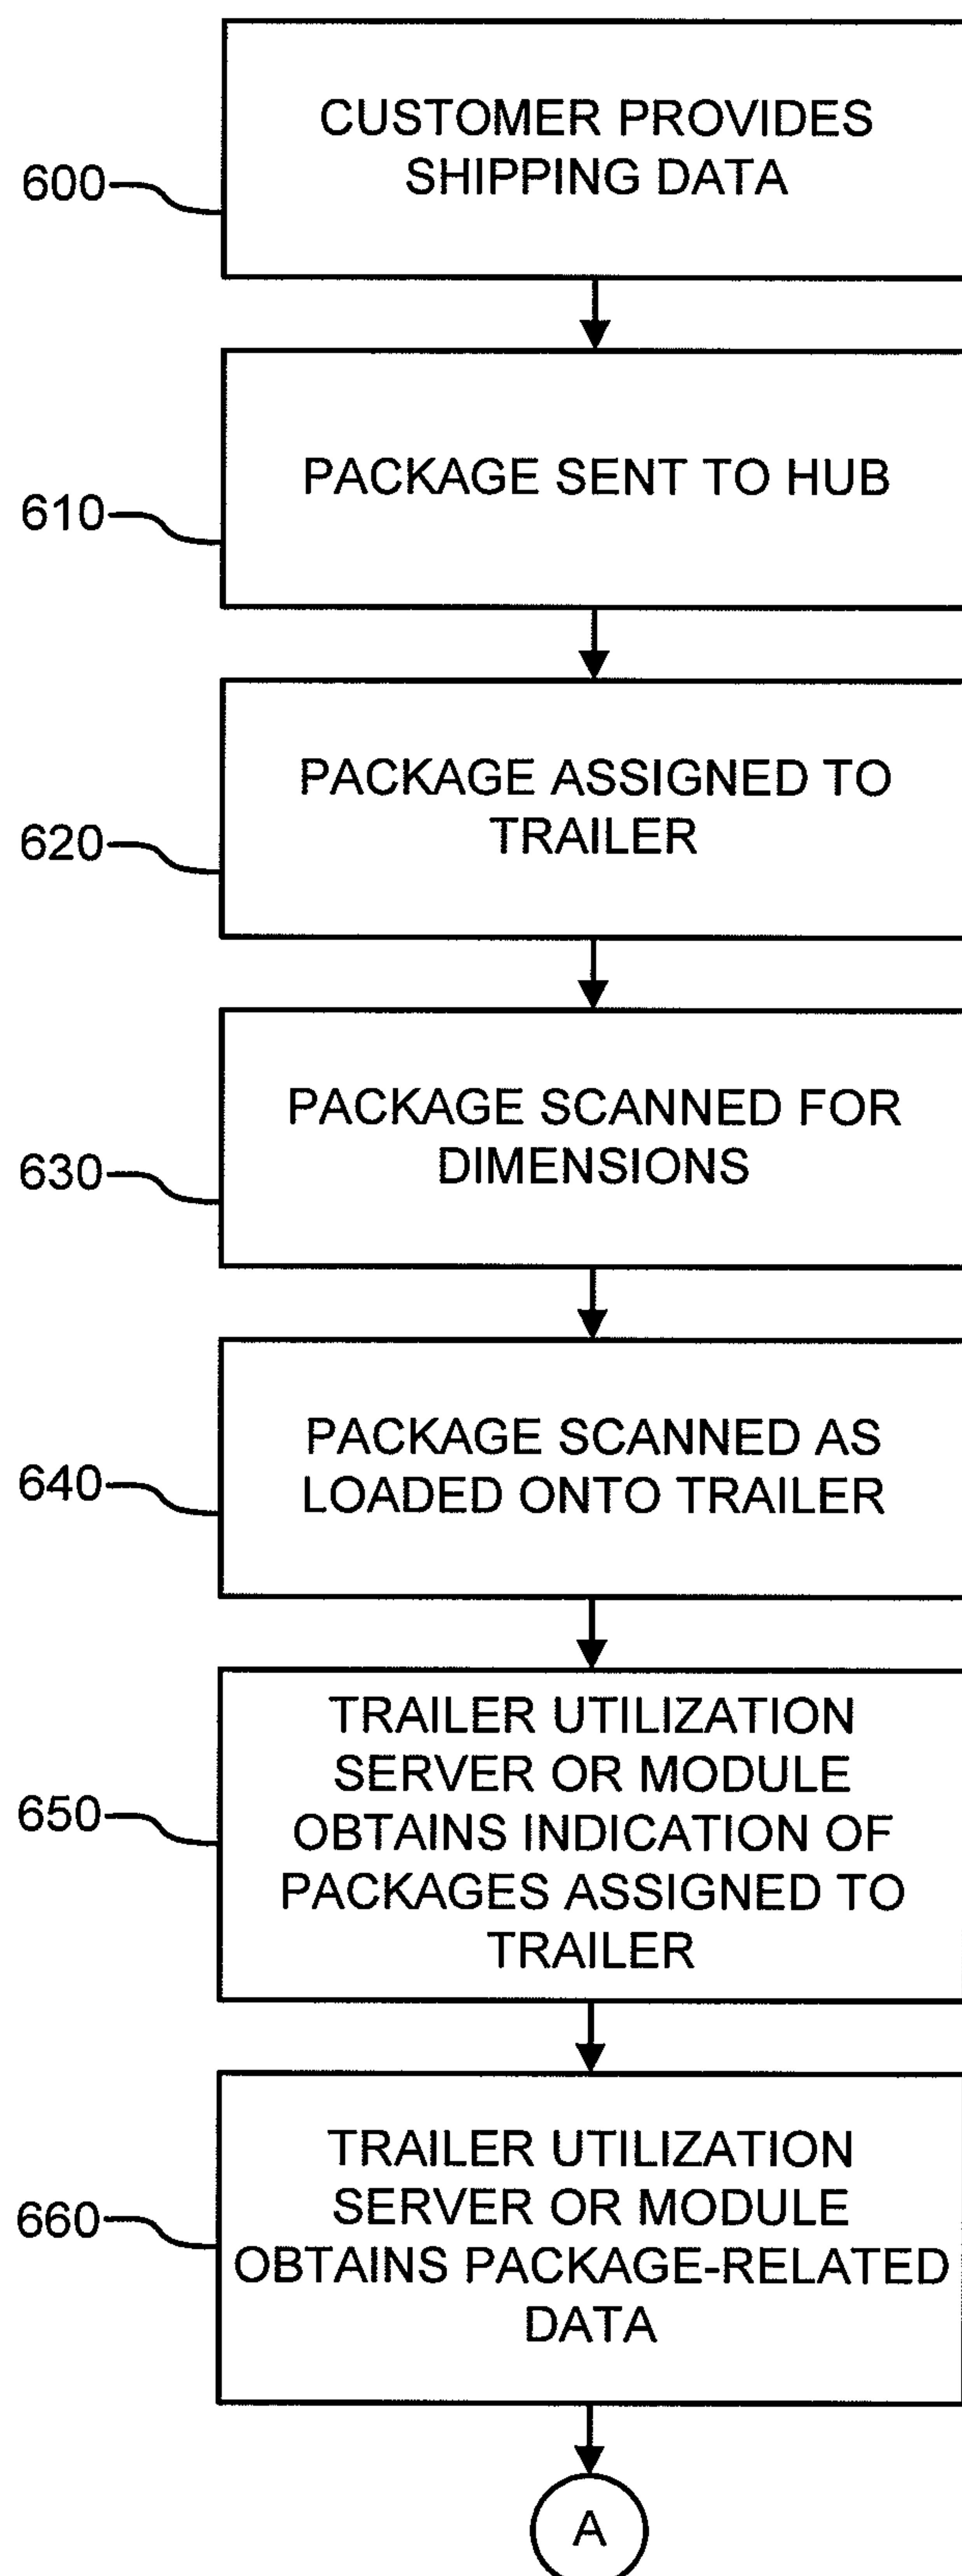 CUSTOMER PROVIDES
SHIPPING DATA
600
PACKAGE SENT TO HUB
610
PACKAGE ASSIGNED TO
TRAILER
620
PACKAGE SCANNED FOR
DIMENSIONS
630
PACKAGE SCANNED AS
LOADED ONTO TRAILER
640
TRAILER UTILIZATION
SERVER OR MODULE
OBTAINS INDICATION OF
PACKAGES ASSIGNED TO
TRAILER
650
TRAILER UTILIZATION
SERVER OR MODULE
OBTAINS PACKAGE-RELATED
DATA
660
A